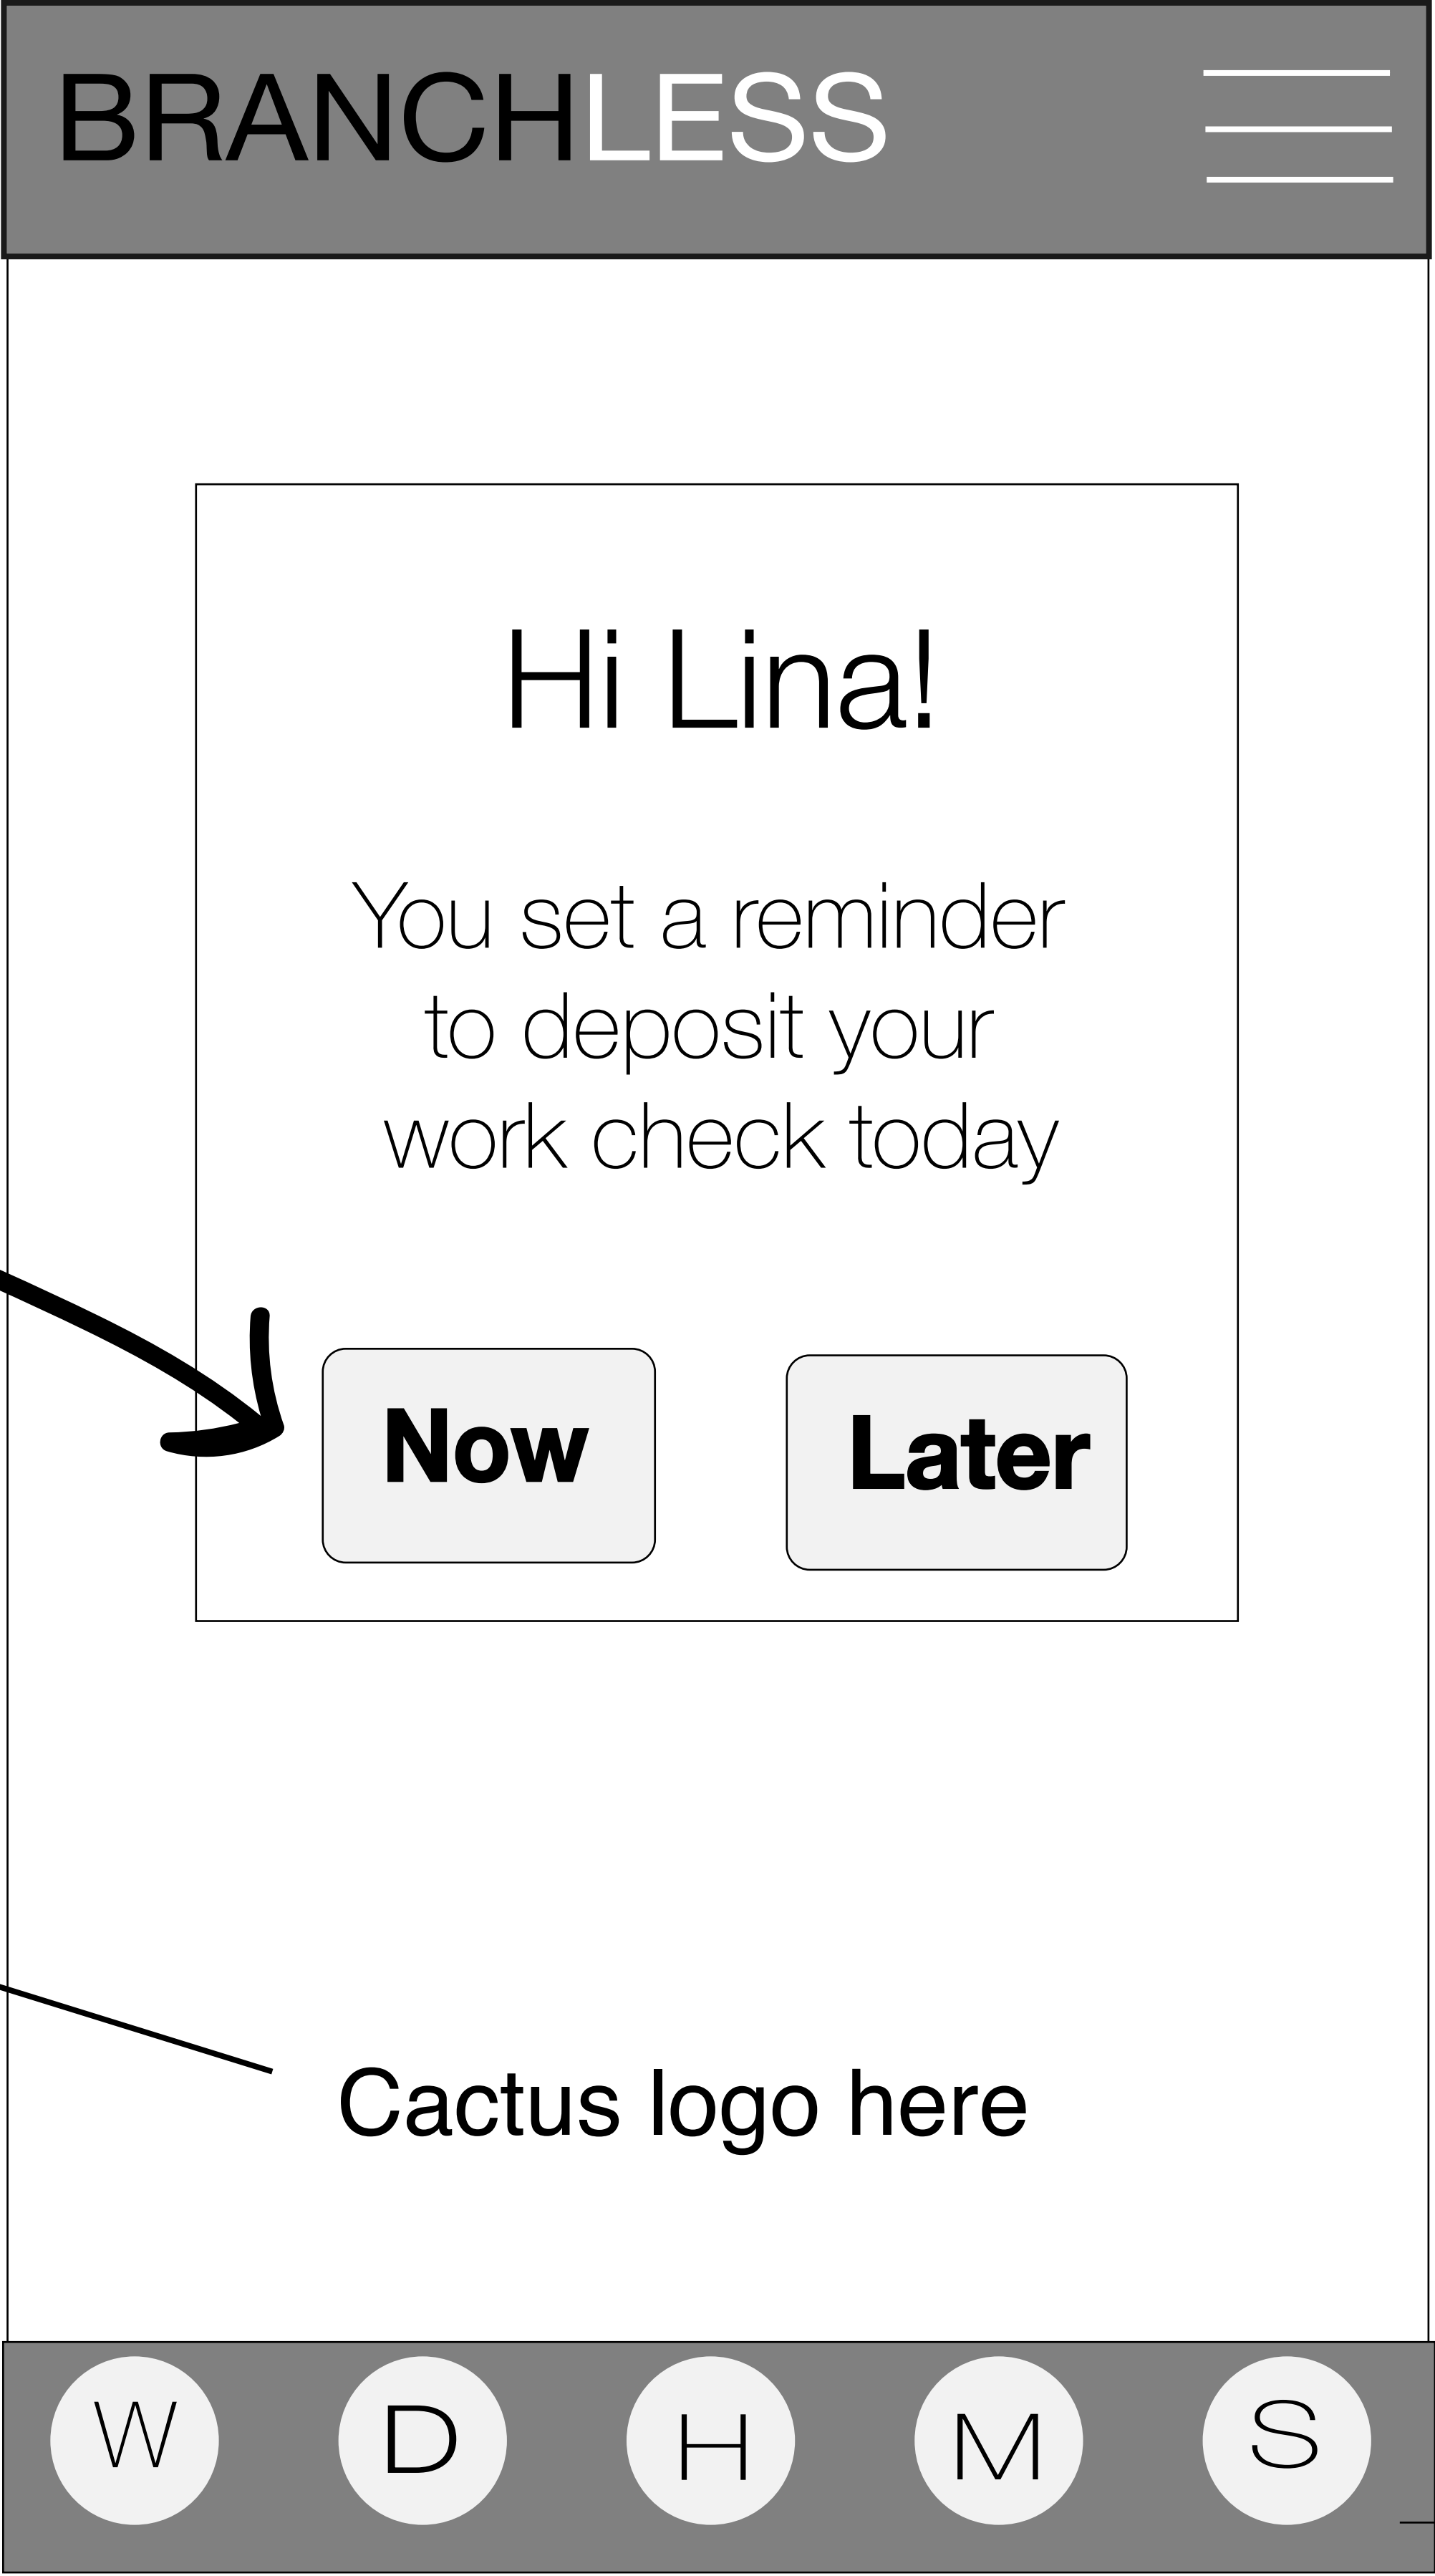 BRANCHLESS
Hi Lina!
You set a reminder
to deposit your
work check today
Now Later
Cactus logo here
W D H M S